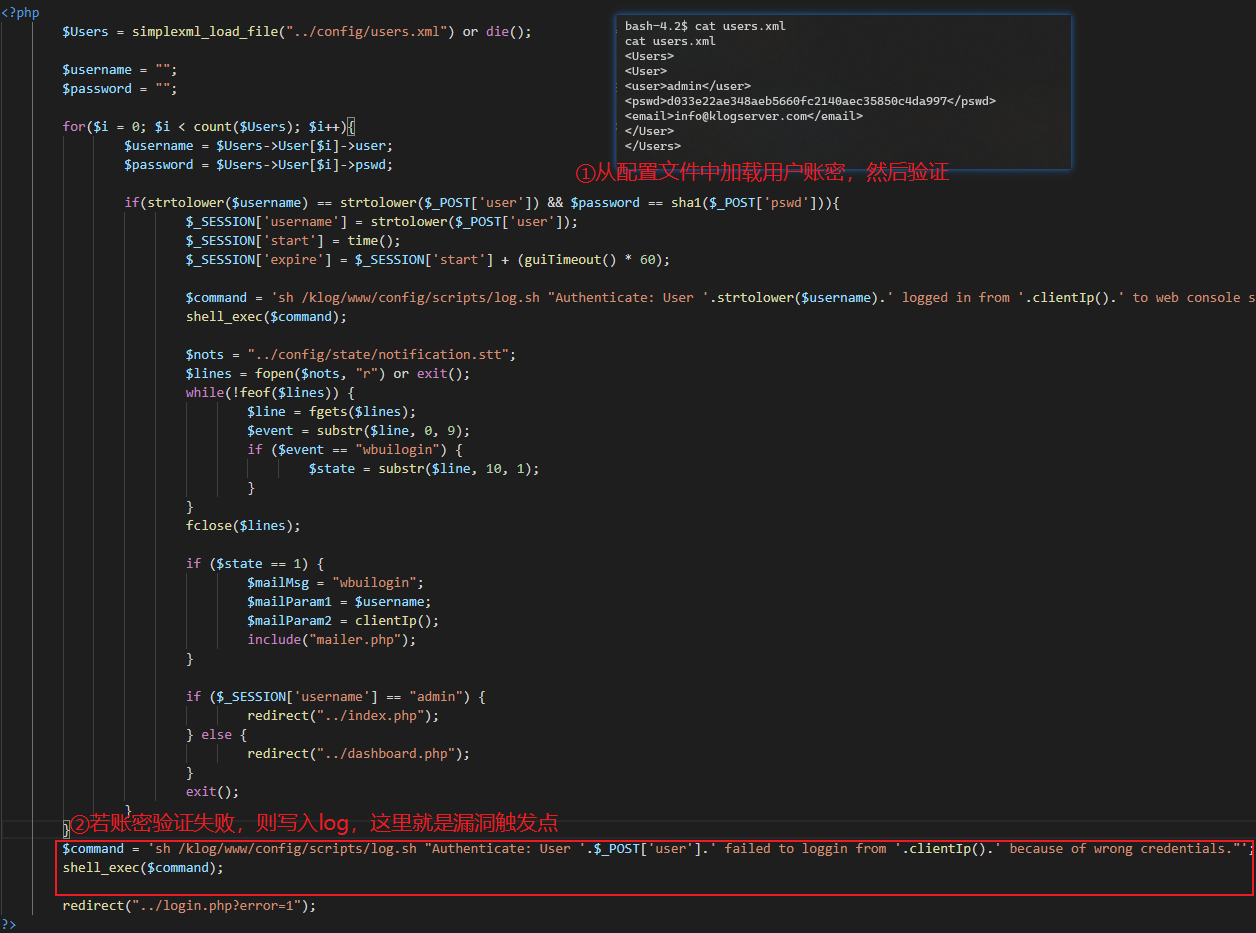 <?php
$Users = simplexml_load_file("../config/users.xml") or die();
$username = "";
$password = "";
for($i = 0; $i < count($Users); $i++){
$username = $Users->User[$i]->user;
$password = $Users->User[$i]->pswd;
bash-4.2$ cat users.xml
cat users.xml
<Users>
<User>
<user>admin</user>
<pswd>d033e22ae348aeb5660fc2140aec35850c4da997</pswd>
<email>info@klogserver.com</email>
</User>
</Users>
①从配置文件中加载用户账密，然后验证
if(strtolower($username) == strtolower($_POST['user']) && $password == sha1($_POST['pswd'])){
$_SESSION['username'] = strtolower($_POST['user']);
$_SESSION['start'] = time();
$_SESSION['expire'] = $_SESSION['start'] + (guiTimeout() * 60);
$command = 'sh /klog/www/config/scripts/log.sh "Authenticate: User '.strtolower($username).' logged in from '.clientIp().' to web console s
shell_exec($command);
$nots = "../config/state/notification.stt";
$lines = fopen($nots, "r") or exit();
while(!feof($lines)) {
$line = fgets($lines);
$event = substr($line, 0, 9);
if ($event == "wbuilogin") {
$state = substr($line, 10, 1);
}
}
fclose($lines);
if ($state == 1) {
$mailMsg = "wbuilogin";
$mailParam1 = $username;
$mailParam2 = clientIp();
include("mailer.php");
}
if ($_SESSION['username'] == "admin") {
redirect("../index.php");
} else {
redirect("../dashboard.php");
}
exit();
}
}
②若账密验证失败，则写入log，这里就是漏洞触发点
$command = 'sh /klog/www/config/scripts/log.sh "Authenticate: User '.$_POST['user'].' failed to loggin from '.clientIp().' because of wrong credentials."';
shell_exec($command);
redirect("../login.php?error=1");
?>